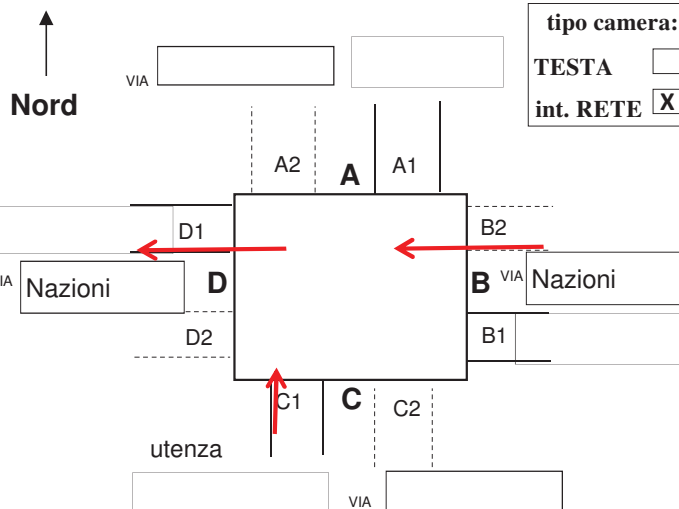 tipo camera:
TESTA
int. RETE X
Nord
VIA
A2
A
A1
D1
B2
VIA
Nazioni
D
B
VIA
Nazioni
D2
B1
C1
C
C2
utenza
VIA